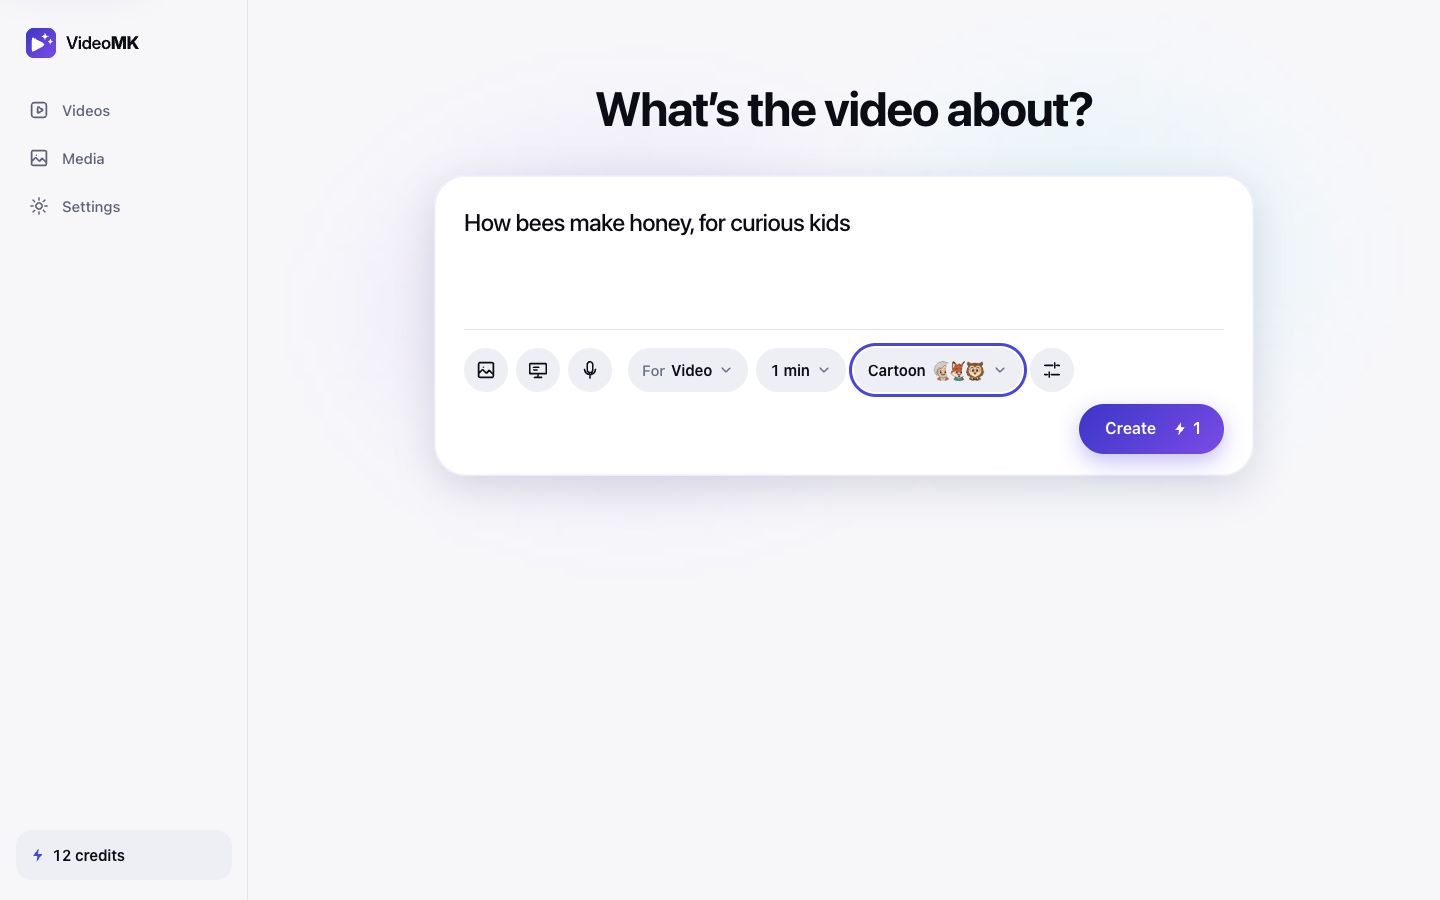 VideoMK
Videos
Media
Settings
12 credits
What's the video about?
How bees make honey, for curious kids
For Video
1 min
Cartoon
Create 1